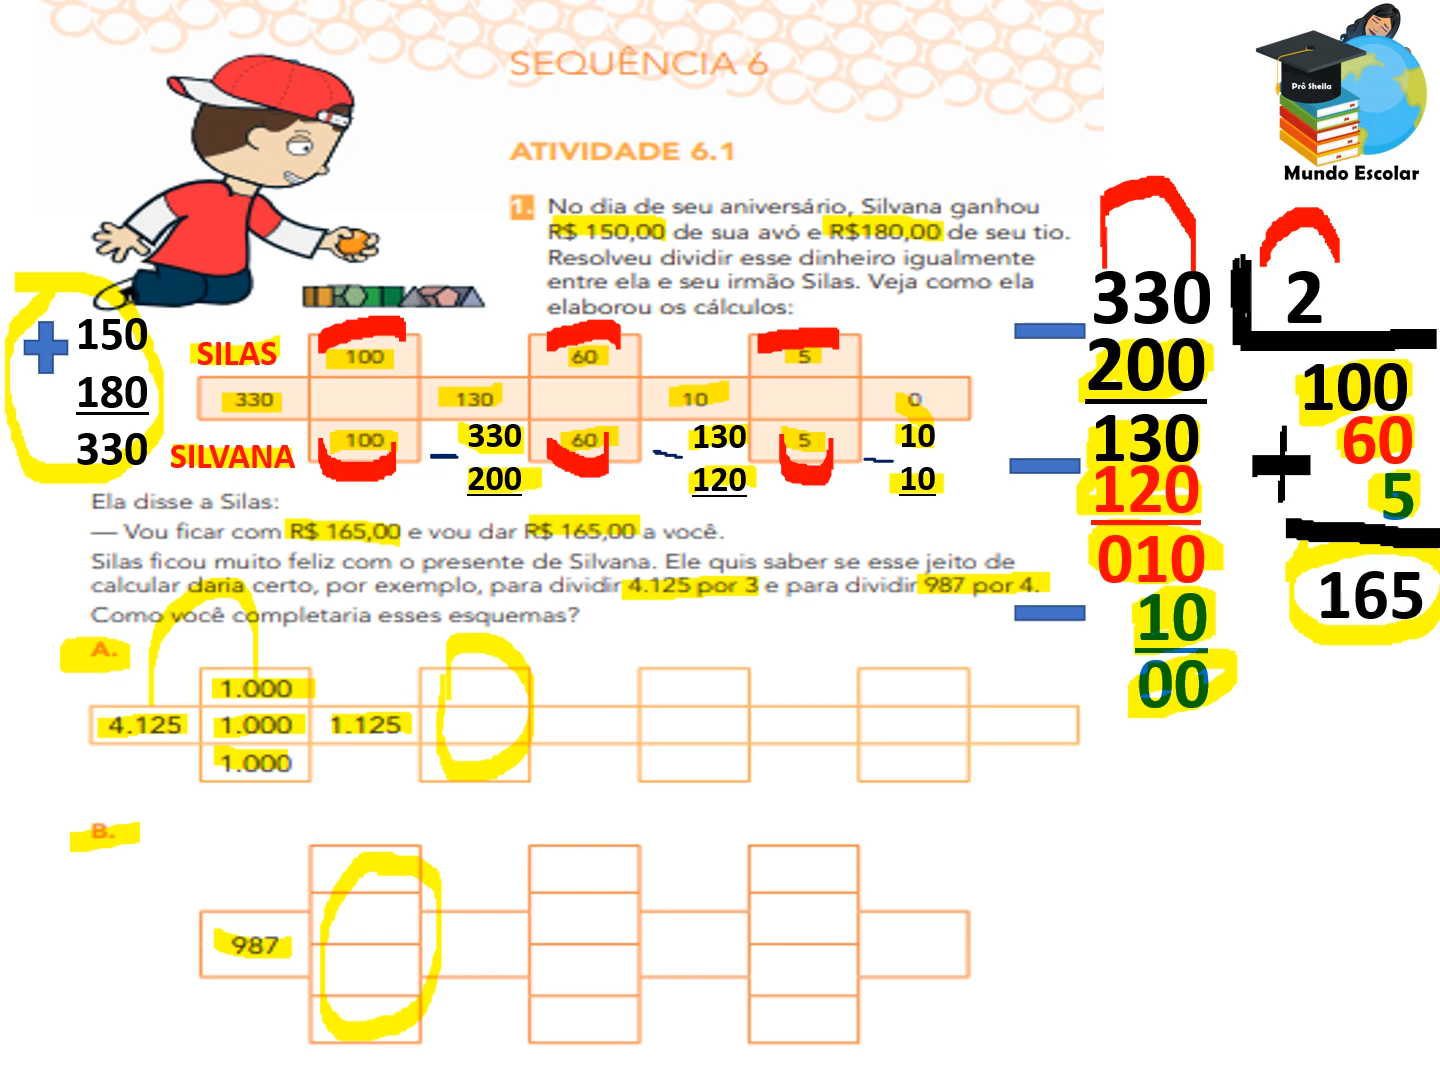 SEQUÊNCIA 6
Prô Sheila
Mundo Escolar
ATIVIDADE 6.1
1. No dia de seu aniversário, Silvana ganhou
R$ 150,00 de sua avó e R$180,00 de seu tio.
Resolveu dividir esse dinheiro igualmente
entre ela e seu irmão Silas. Veja como ela
elaborou os cálculos:
+ 150
180
330
SILAS
100 60 5
330 130 10 0
SILVANA
100 60 5
- 330
200
- 130
120
- 10
10
Ela disse a Silas:
— Vou ficar com R$ 165,00 e vou dar R$ 165,00 a você.
Silas ficou muito feliz com o presente de Silvana. Ele quis saber se esse jeito de
calcular daria certo, por exemplo, para dividir 4.125 por 3 e para dividir 987 por 4.
Como você completaria esses esquemas?
A.
1.000
4.125 1.000 1.125
1.000
B.
987
- 330 2
200 100
- 130 60
120 + 5
010 165
- 10
00